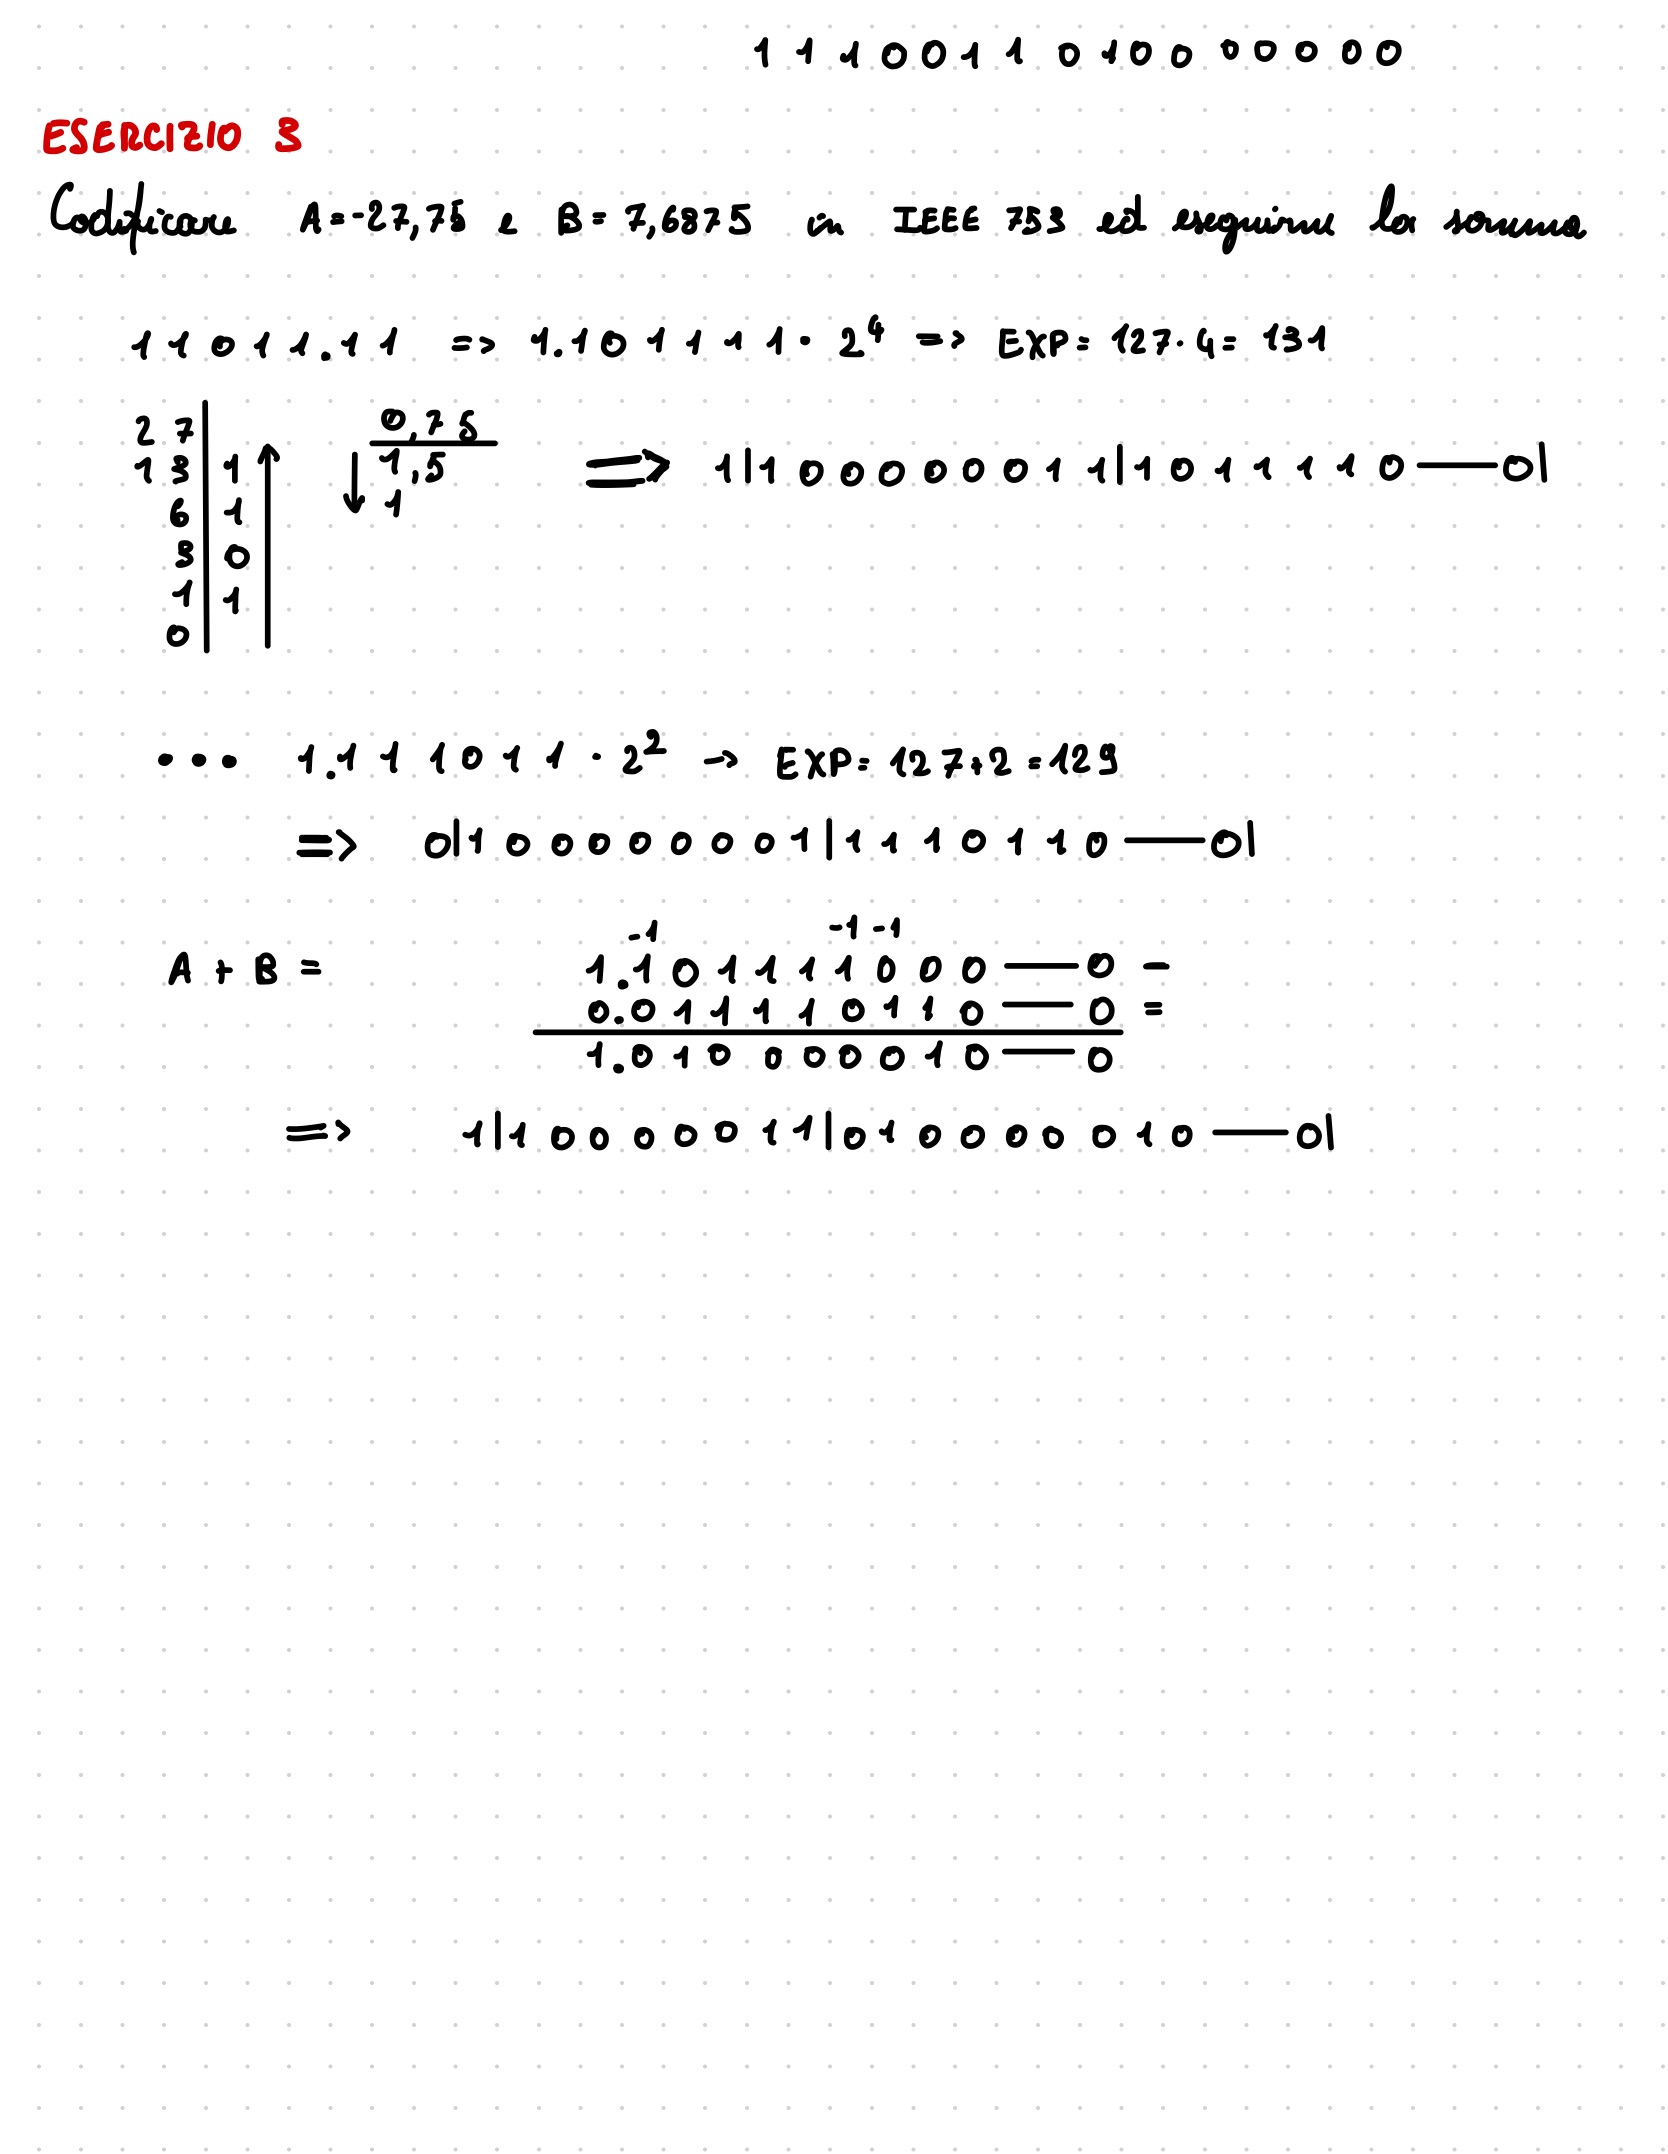 1 1 1 0 0 1 1 0 1 0 0 0 0 0 0 0
ESERCIZIO 3
Codificare A=-27,75 e B= 7,6875 in IEEE 753 ed eseguirne la somma
1 1 0 1 1.1 1 => 1.1 0 1 1 1 1 · 2^4 => EXP= 127· 4= 131
2 7 0,75
1 3 1 1,5 => 1|1 0 0 0 0 0 0 1 1|1 0 1 1 1 1 0 — 0|
6 1 1
3 0
1 1
0
••• 1.1 1 1 0 1 1 · 2^2 -> EXP= 127+2 =129
=> 0|1 0 0 0 0 0 0 0 1|1 1 1 0 1 1 0 — 0|
-1 -1 -1
A + B = 1.1 0 1 1 1 1 0 0 0 — 0 -
0.0 1 1 1 1 0 1 1 0 — 0 =
1.0 1 0 0 0 0 0 1 0 — 0
=> 1|1 0 0 0 0 0 1 1|0 1 0 0 0 0 0 1 0 — 0|